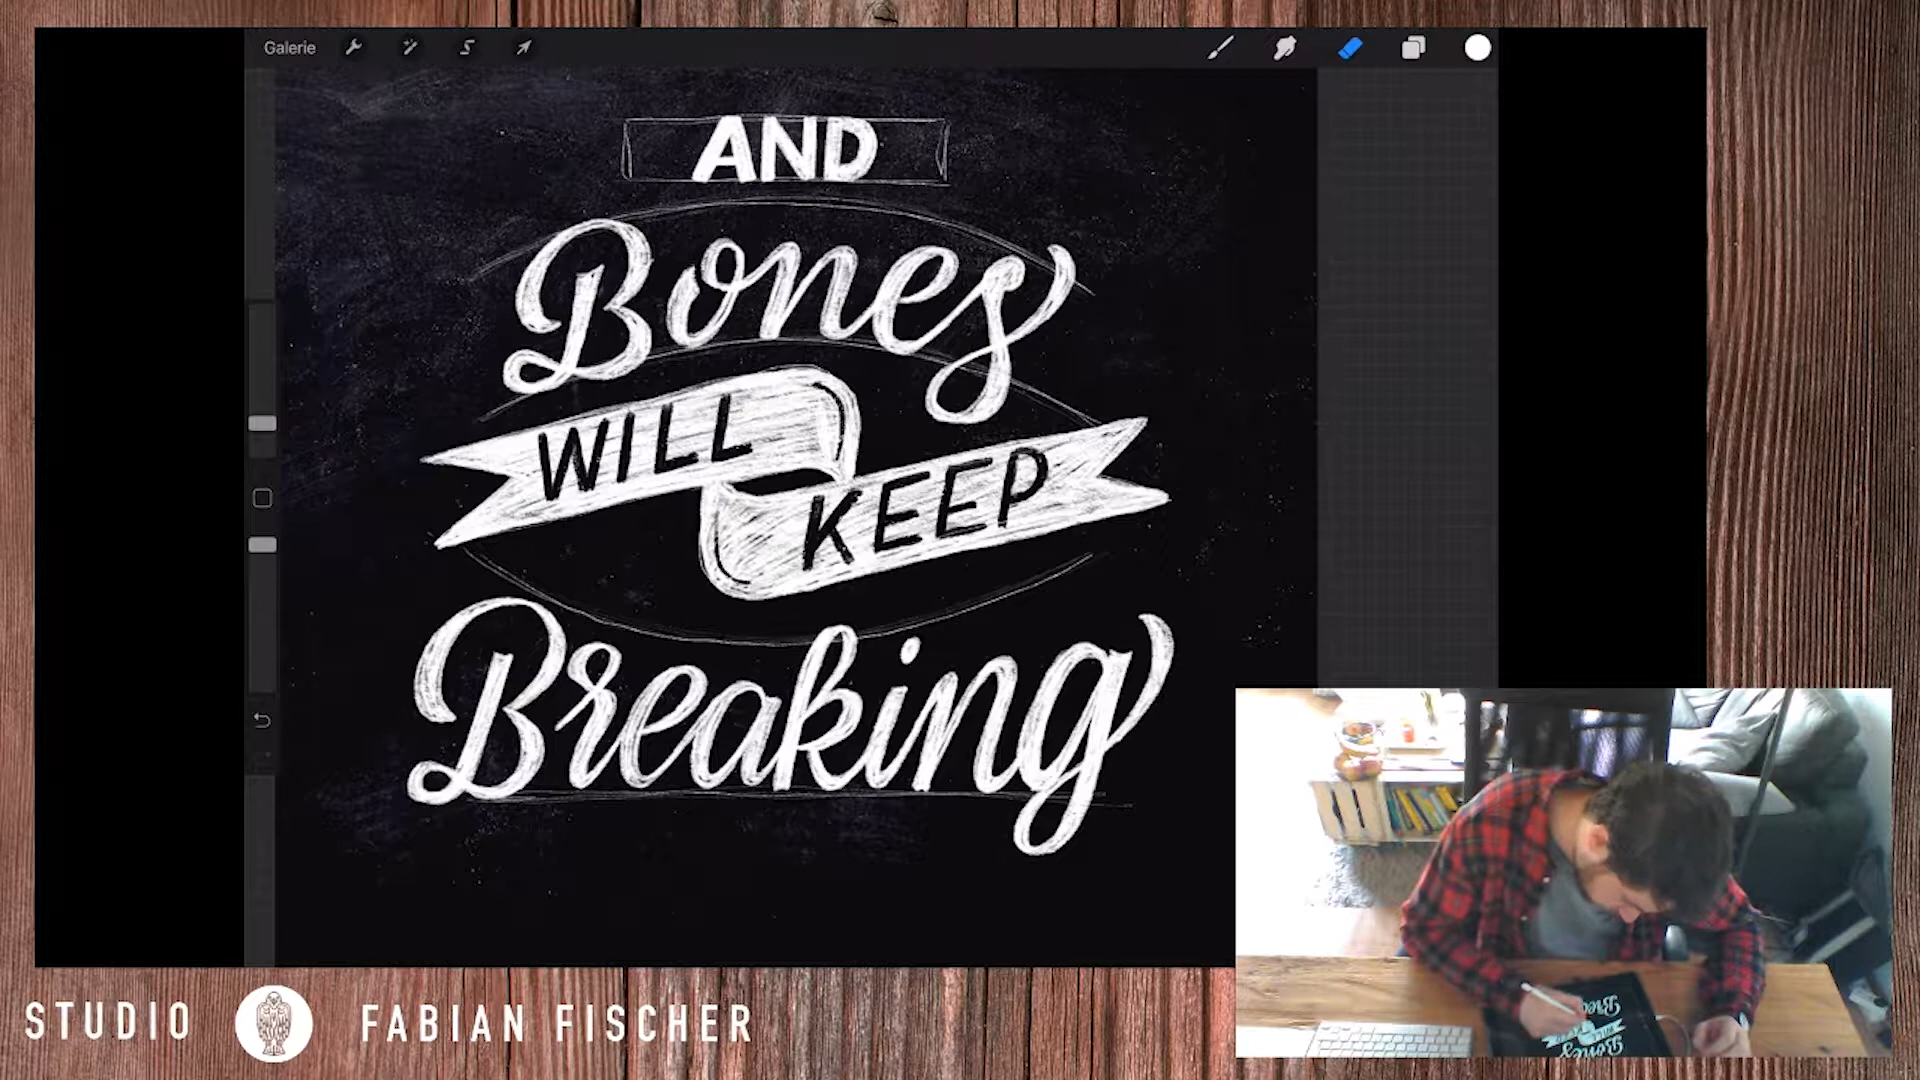 Galerie
AND
Bones
WILL
KEEP
Breaking
STUDIO FABIAN FISCHER